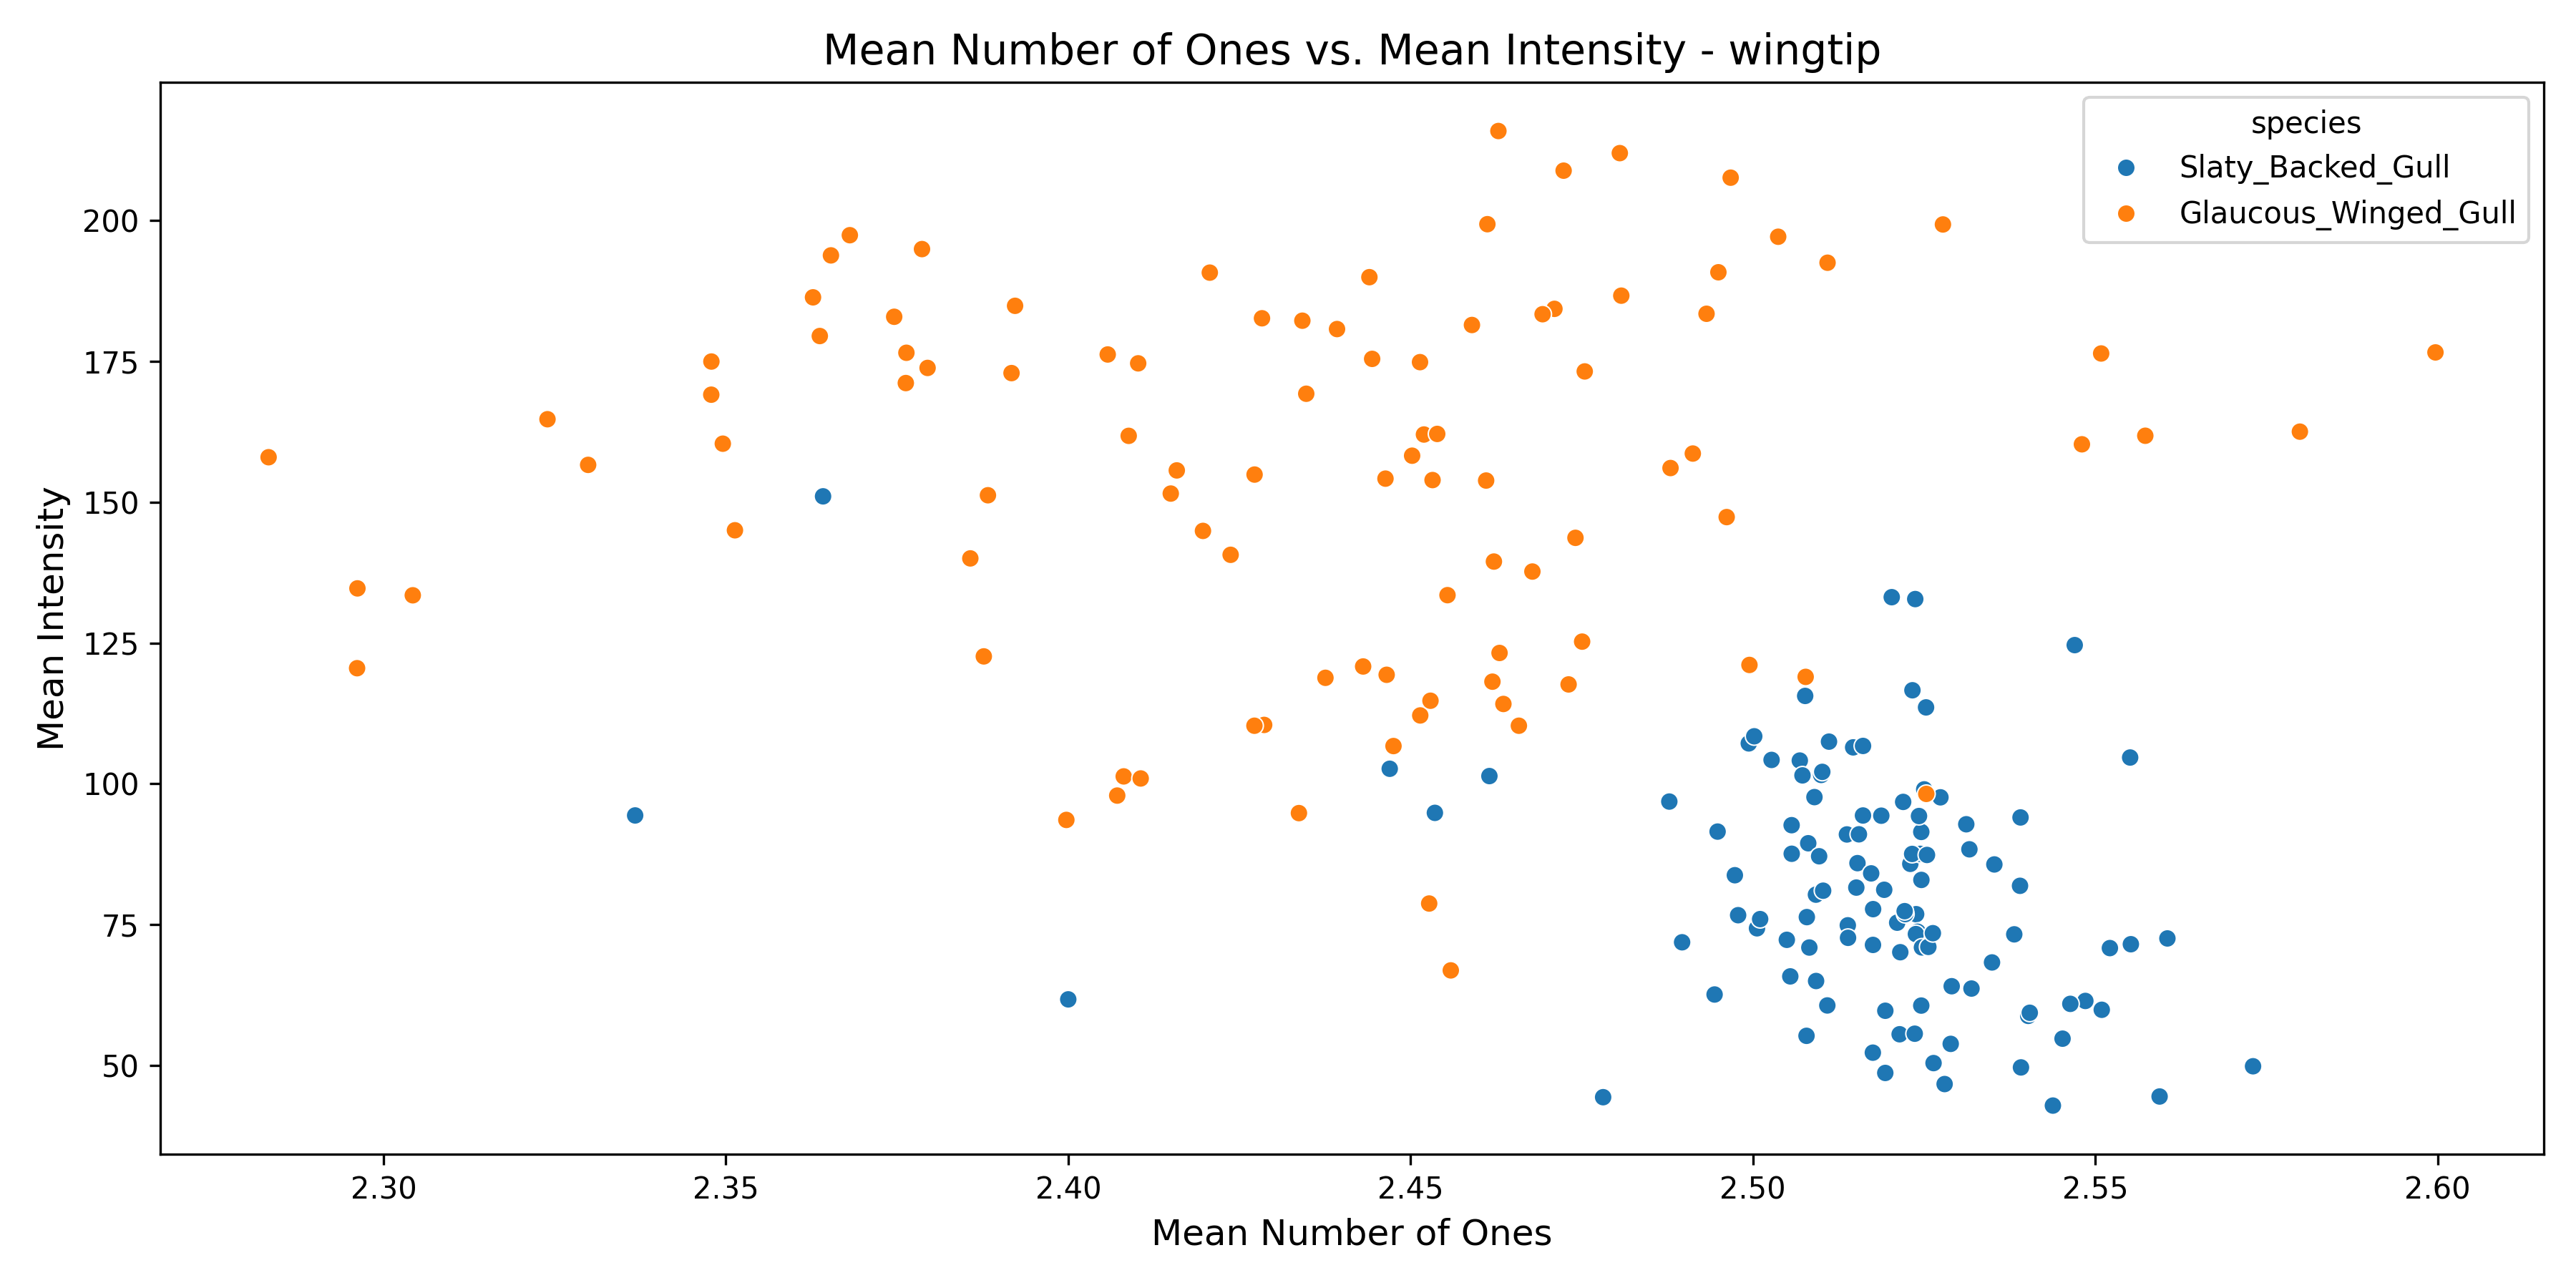 Mean Number of Ones vs. Mean Intensity - wingtip
species
Slaty_Backed_Gull
Glaucous_Winged_Gull
Mean Intensity
200
175
150
125
100
75
50
2.30 2.35 2.40 2.45 2.50 2.55 2.60
Mean Number of Ones